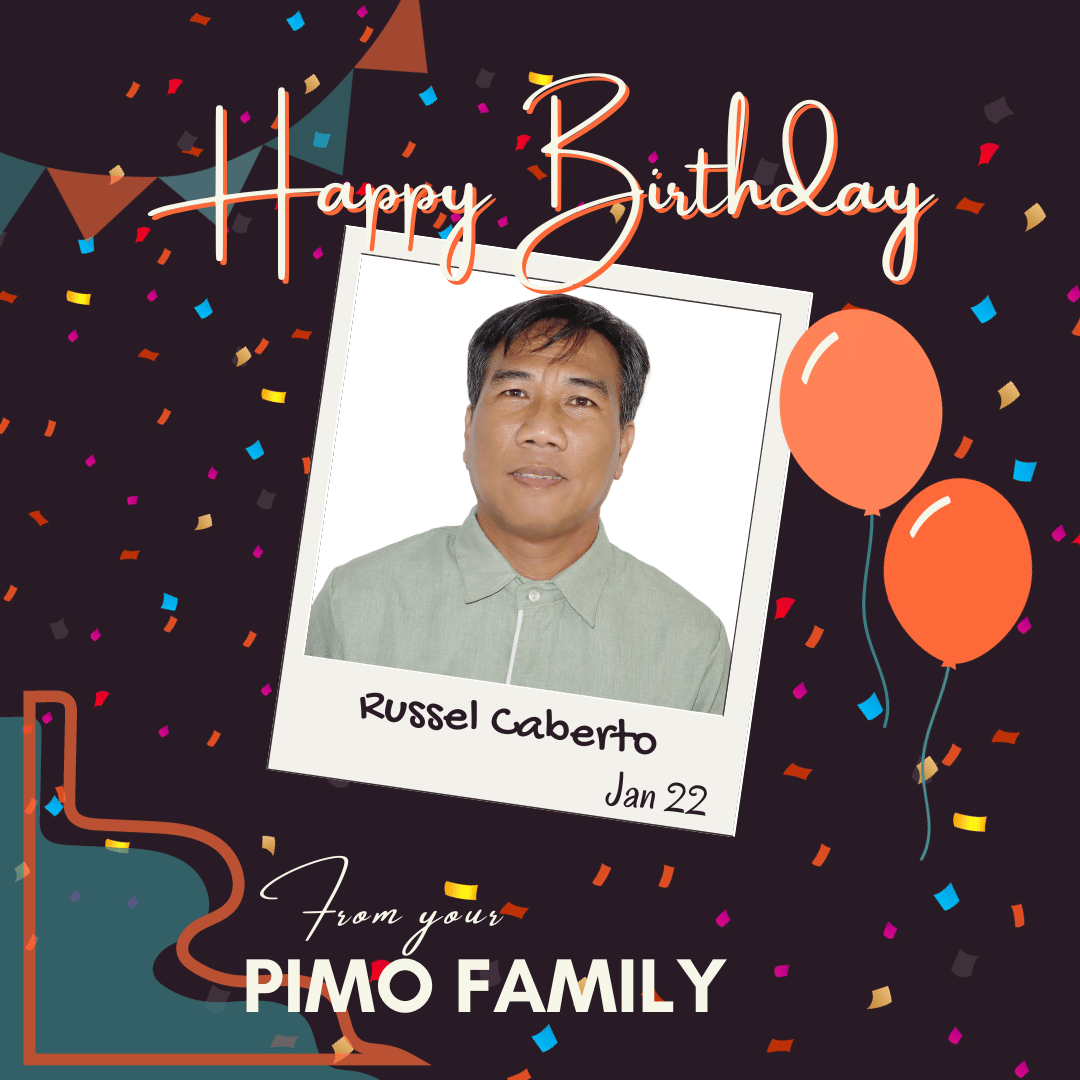 Happy Birthday
Russel Caberto
Jan 22
From your
PIMO FAMILY